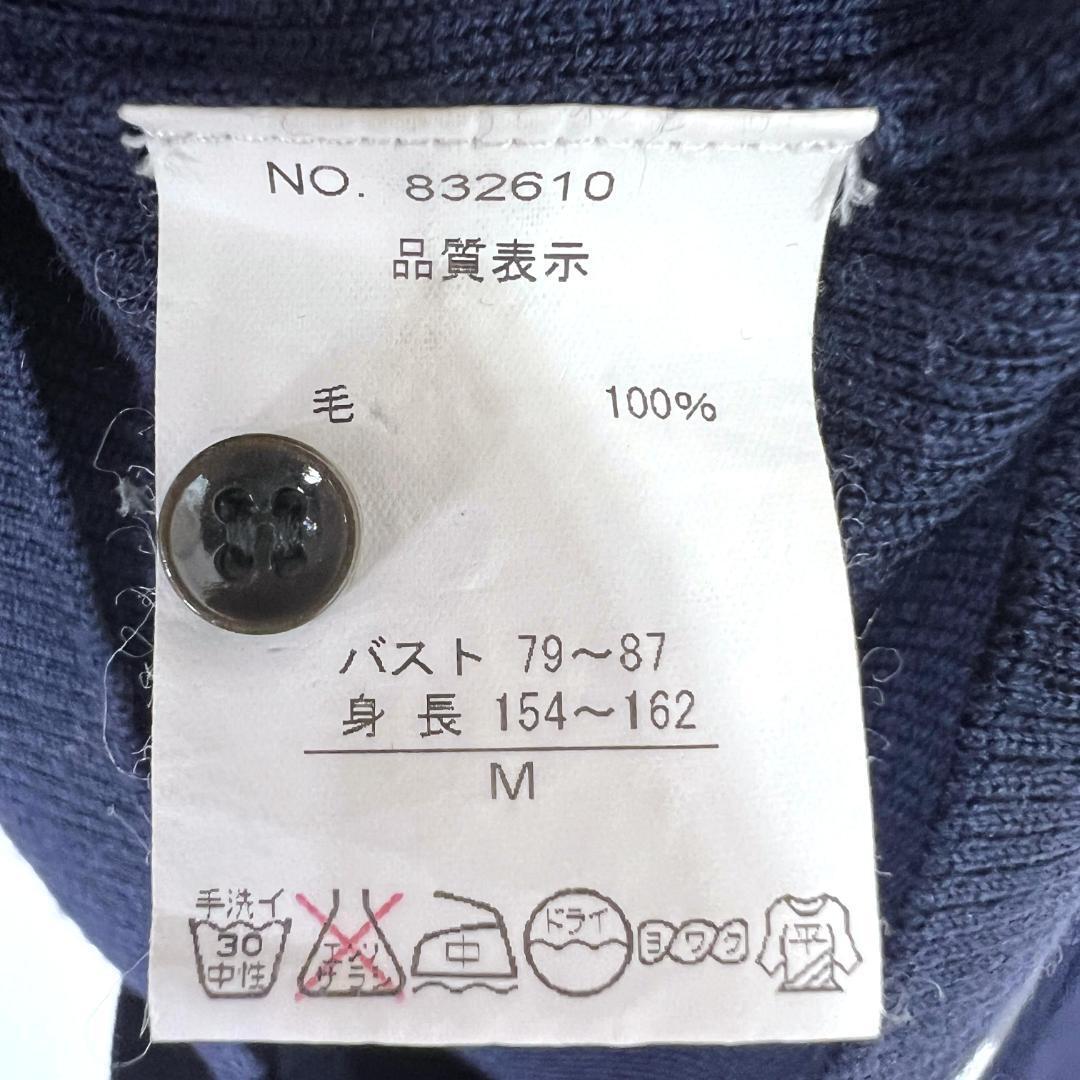 NO. 832610
品質表示
毛 100%
バスト 79～87
身 長 154～162
M
手洗イ
30
中性
エンソ
サラシ
中
ドライ
ヨワク
平